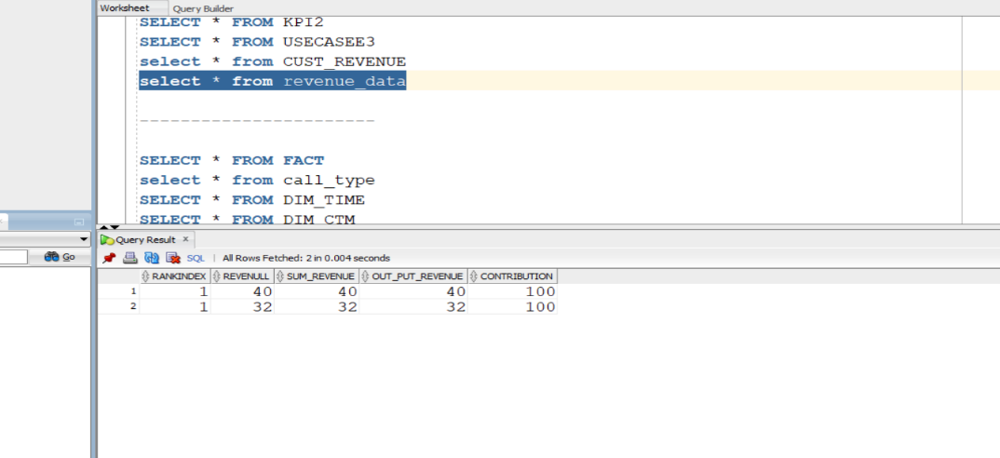 Worksheet Query Builder
SELECT * FROM KPI2
SELECT * FROM USECASEE3
select * from CUST_REVENUE
select * from revenue_data
-----------------------
SELECT * FROM FACT
select * from call_type
SELECT * FROM DIM_TIME
SELECT * FROM DIM_CTM
Go
Query Result ×
SQL | All Rows Fetched: 2 in 0.004 seconds
RANKINDEX REVENULL SUM_REVENUE OUT_PUT_REVENUE CONTRIBUTION
1 1 40 40 40 100
2 1 32 32 32 100